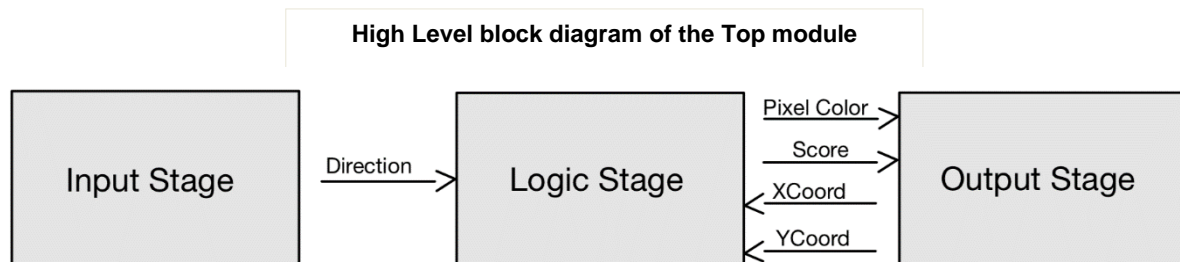 High Level block diagram of the Top module
Input Stage
Direction
Logic Stage
Pixel Color
Score
XCoord
YCoord
Output Stage